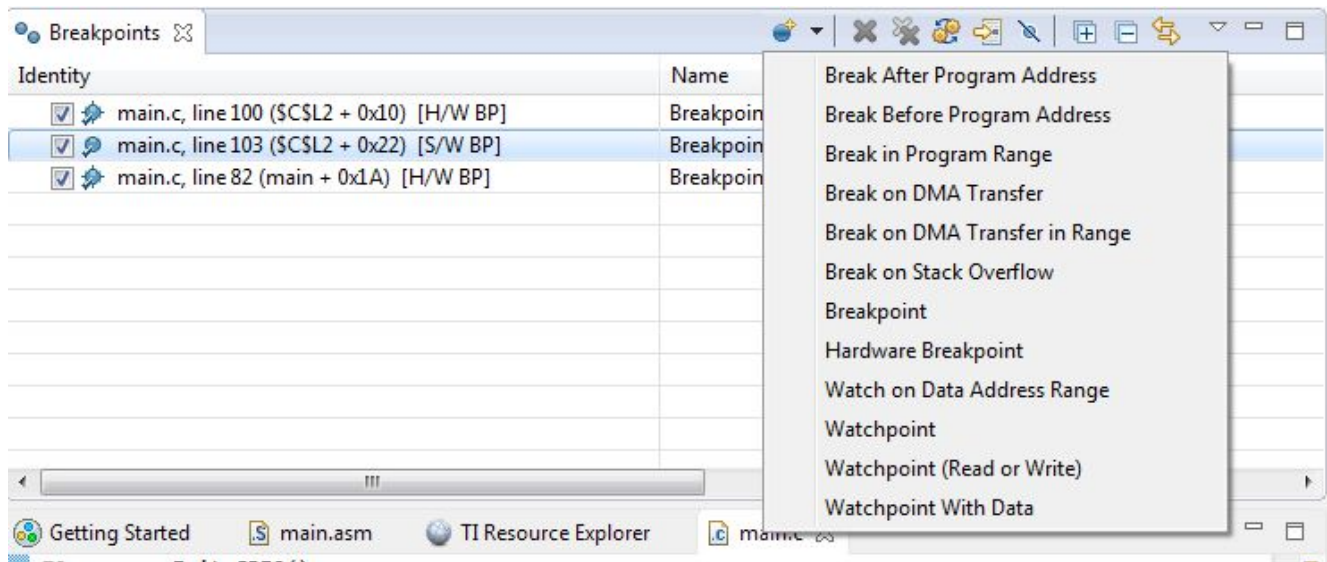 Breakpoints
Identity
Name
main.c, line 100 ($C$L2 + 0x10) [H/W BP]
Breakpoin
main.c, line 103 ($C$L2 + 0x22) [S/W BP]
Breakpoin
main.c, line 82 (main + 0x1A) [H/W BP]
Breakpoin
Break After Program Address
Break Before Program Address
Break in Program Range
Break on DMA Transfer
Break on DMA Transfer in Range
Break on Stack Overflow
Breakpoint
Hardware Breakpoint
Watch on Data Address Range
Watchpoint
Watchpoint (Read or Write)
Watchpoint With Data
Getting Started
main.asm
TI Resource Explorer
main.c